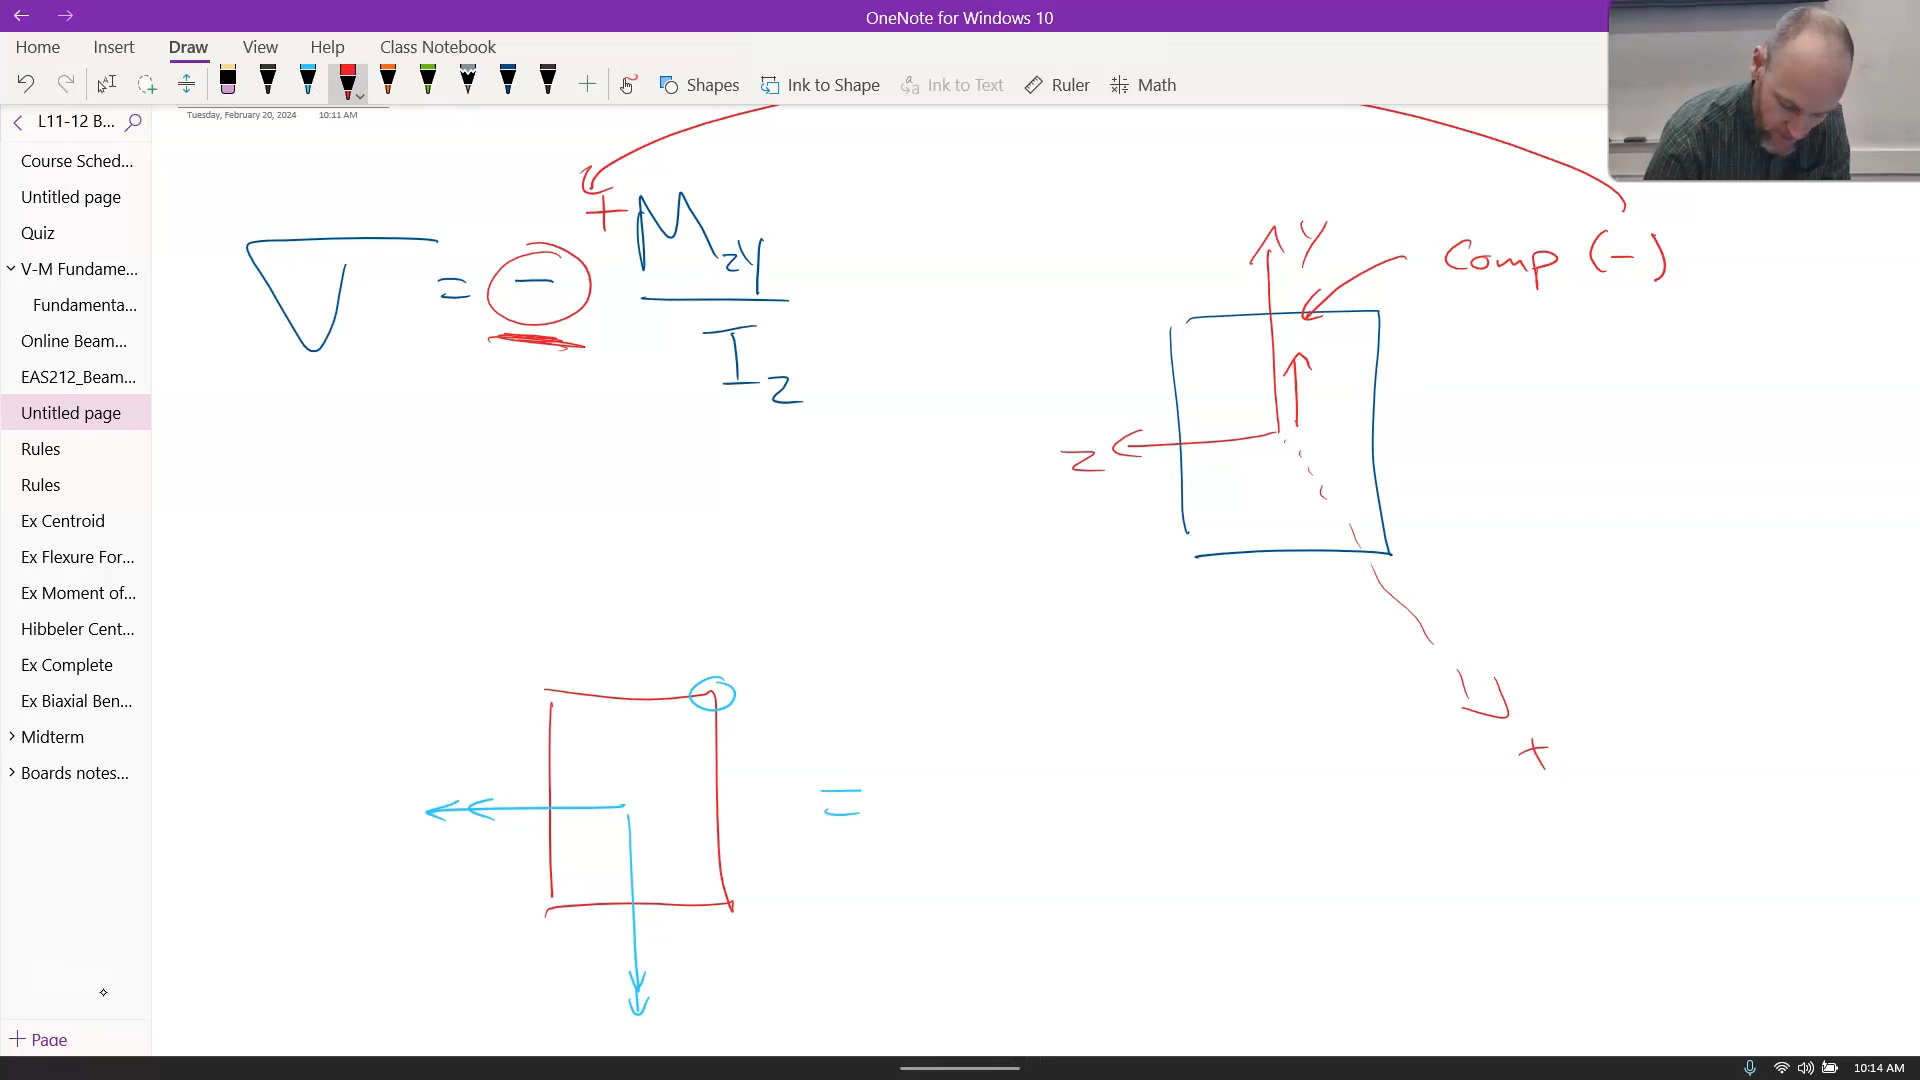 OneNote for Windows 10
Home Insert Draw View Help Class Notebook
Shapes Ink to Shape Ink to Text Ruler Math
L11-12 B...
Tuesday, February 20, 2024 10:11 AM
Course Sched...
Untitled page
Quiz
V-M Fundame...
Fundamenta...
Online Beam...
EAS212_Beam...
Untitled page
Rules
Rules
Ex Centroid
Ex Flexure For...
Ex Moment of...
Hibbeler Cent...
Ex Complete
Ex Biaxial Ben...
Midterm
Boards notes...
Page
+ M z y
= -
I z
y
Comp (-)
z
+
=
10:14 AM